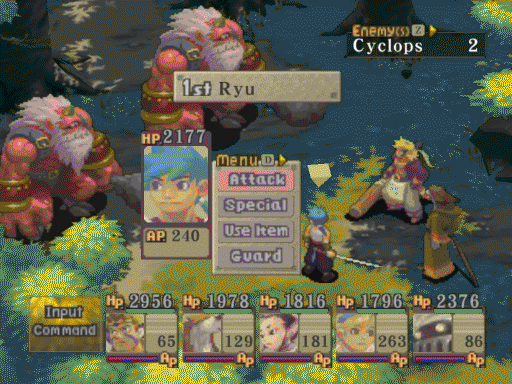 Enemy(s) Z
Cyclops 2
1st Ryu
HP 2177
AP 240
Menu D
Attack
Special
Use Item
Guard
Input
Command
HP 2956 HP 1978 HP 1816 HP 1796 HP 2376
65 129 181 263 86
AP AP AP AP AP